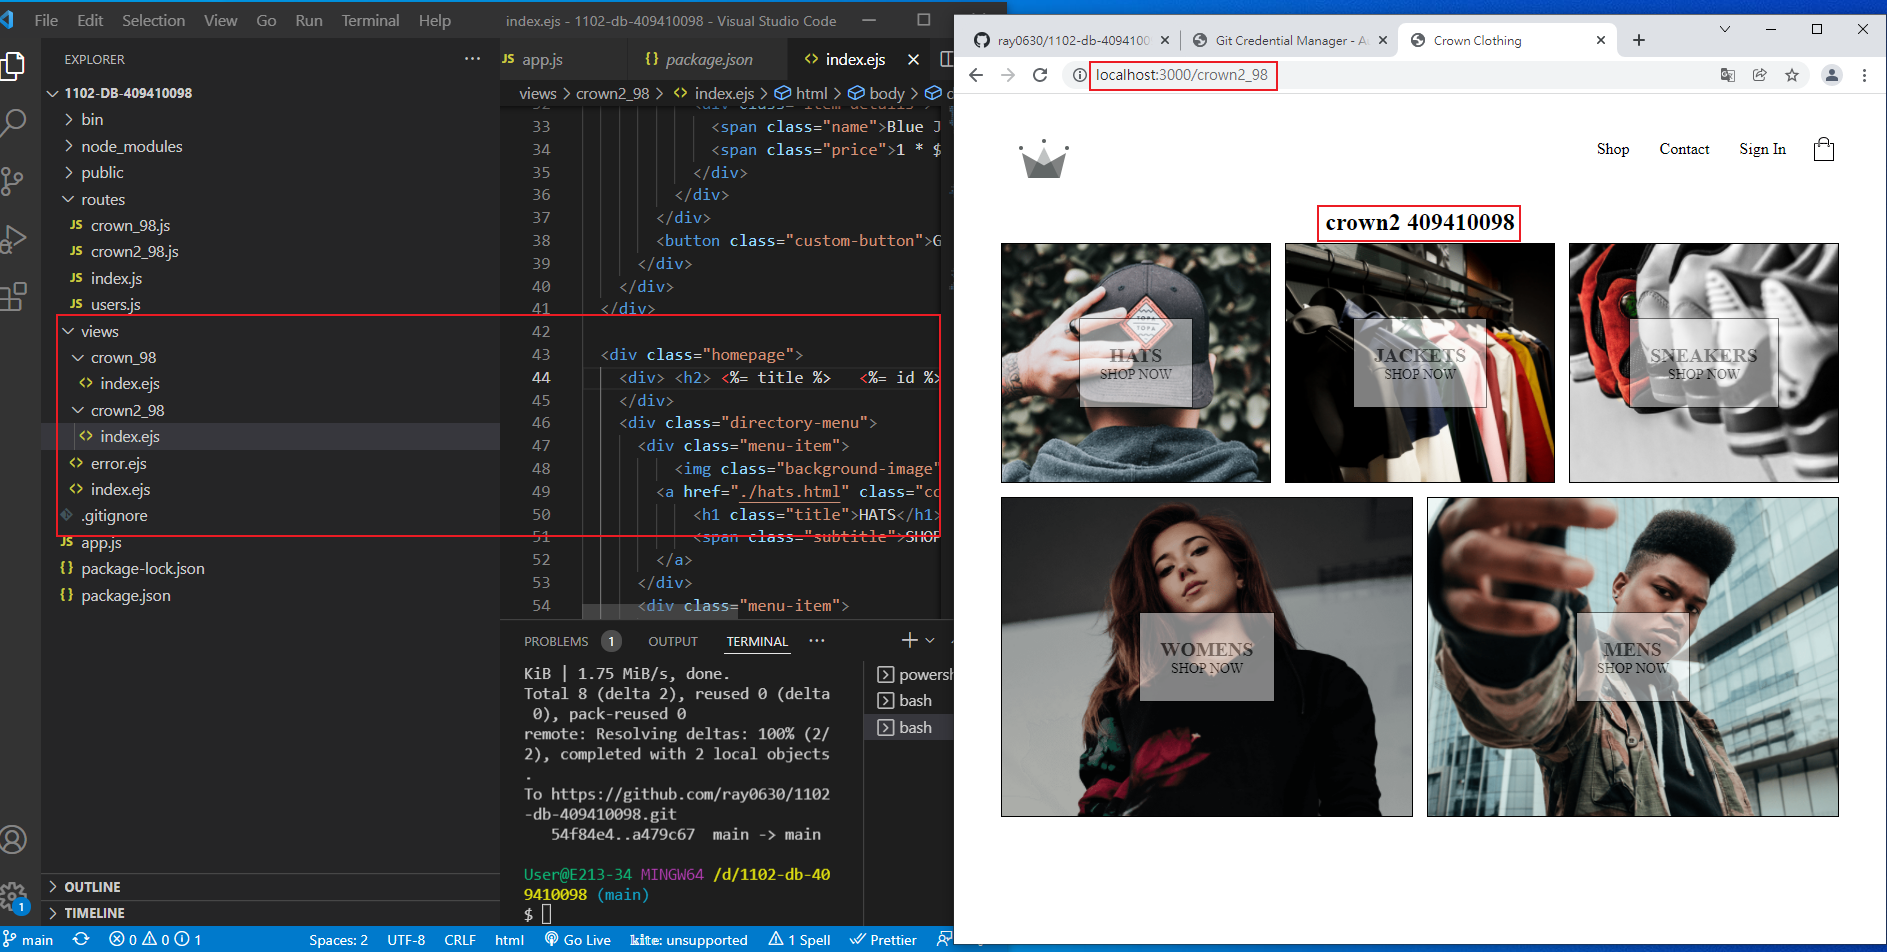 File Edit Selection View Go Run Terminal Help
index.ejs - 1102-db-409410098 - Visual Studio Code
EXPLORER
1102-DB-409410098
bin
node_modules
public
routes
JS crown_98.js
JS crown2_98.js
JS index.js
JS users.js
views
crown_98
<> index.ejs
crown2_98
<> index.ejs
<> error.ejs
<> index.ejs
.gitignore
JS app.js
{} package-lock.json
{} package.json
OUTLINE
TIMELINE
JS app.js
{} package.json
<> index.ejs
views > crown2_98 > <> index.ejs > html > body >
33 <span class="name">Blue J
34 <span class="price">1 * $
35 </div>
36 </div>
37 </div>
38 <button class="custom-button">G
39 </div>
40 </div>
41 </div>
42
43 <div class="homepage">
44 <div> <h2> <%= title %> <%= id %>
45 </div>
46 <div class="directory-menu">
47 <div class="menu-item">
48 <img class="background-image"
49 <a href="./hats.html" class="co
50 <h1 class="title">HATS</h1>
51 <span class="subtitle">SHOP
52 </a>
53 </div>
54 <div class="menu-item">
PROBLEMS 1 OUTPUT TERMINAL ...
KiB | 1.75 MiB/s, done.
Total 8 (delta 2), reused 0 (delta
0), pack-reused 0
remote: Resolving deltas: 100% (2/
2), completed with 2 local objects
.
To https://github.com/ray0630/1102
-db-409410098.git
54f84e4..a479c67 main -> main
User@E213-34 MINGW64 /d/1102-db-40
9410098 (main)
$
powersh
bash
bash
1
main 0 0 1 Spaces: 2 UTF-8 CRLF html Go Live kite: unsupported 1 Spell Prettier
ray0630/1102-db-409410
Git Credential Manager - A
Crown Clothing
localhost:3000/crown2_98
Shop Contact Sign In
crown2 409410098
TOPA
TOPA
HATS
SHOP NOW
JACKETS
SHOP NOW
SNEAKERS
SHOP NOW
WOMENS
SHOP NOW
MENS
SHOP NOW